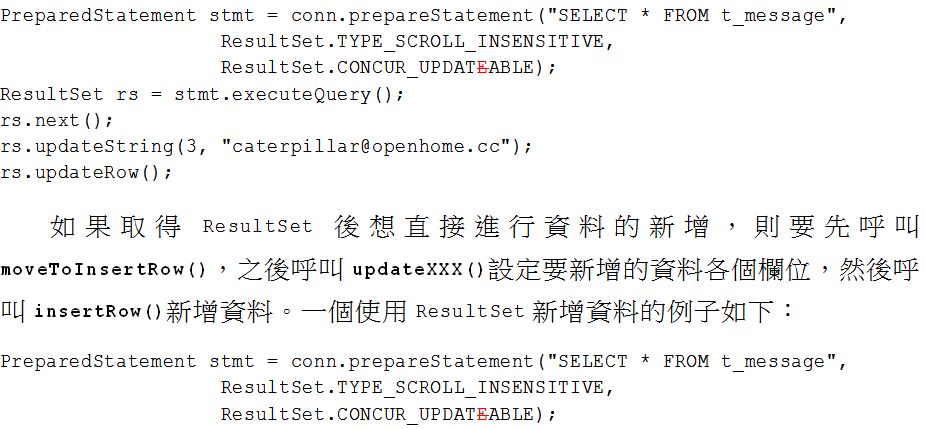 PreparedStatement stmt = conn.prepareStatement("SELECT * FROM t_message",
ResultSet.TYPE_SCROLL_INSENSITIVE,
ResultSet.CONCUR_UPDATEABLE);
ResultSet rs = stmt.executeQuery();
rs.next();
rs.updateString(3, "caterpillar@openhome.cc");
rs.updateRow();
如果取得 ResultSet 後想直接進行資料的新增，則要先呼叫
moveToInsertRow()，之後呼叫 updateXXX()設定要新增的資料各個欄位，然後呼
叫 insertRow()新增資料。一個使用 ResultSet 新增資料的例子如下：
PreparedStatement stmt = conn.prepareStatement("SELECT * FROM t_message",
ResultSet.TYPE_SCROLL_INSENSITIVE,
ResultSet.CONCUR_UPDATEABLE);